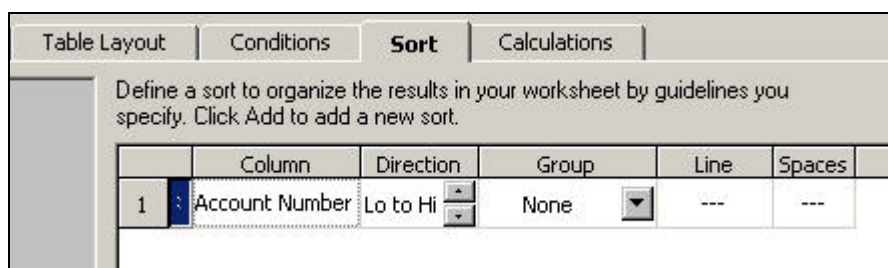 Table Layout Conditions Sort Calculations
Define a sort to organize the results in your worksheet by guidelines you
specify. Click Add to add a new sort.
Column Direction Group Line Spaces
1 Account Number Lo to Hi None --- ---